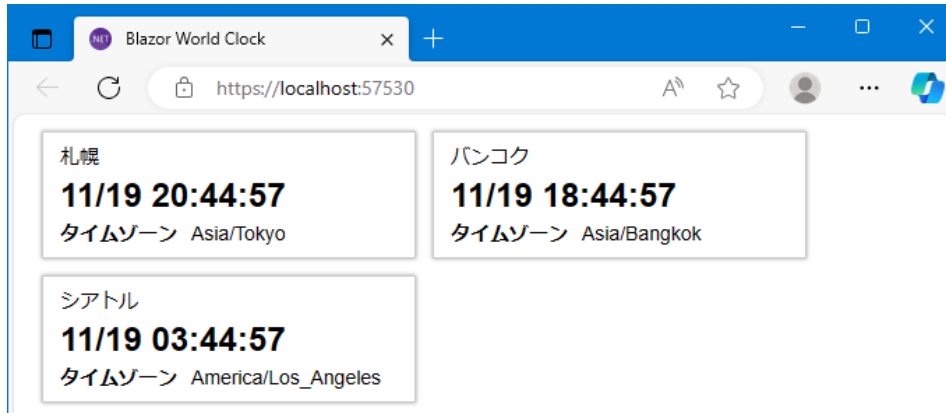 NET Blazor World Clock
https://localhost:57530
札幌
11/19 20:44:57
タイムゾーン Asia/Tokyo
バンコク
11/19 18:44:57
タイムゾーン Asia/Bangkok
シアトル
11/19 03:44:57
タイムゾーン America/Los_Angeles